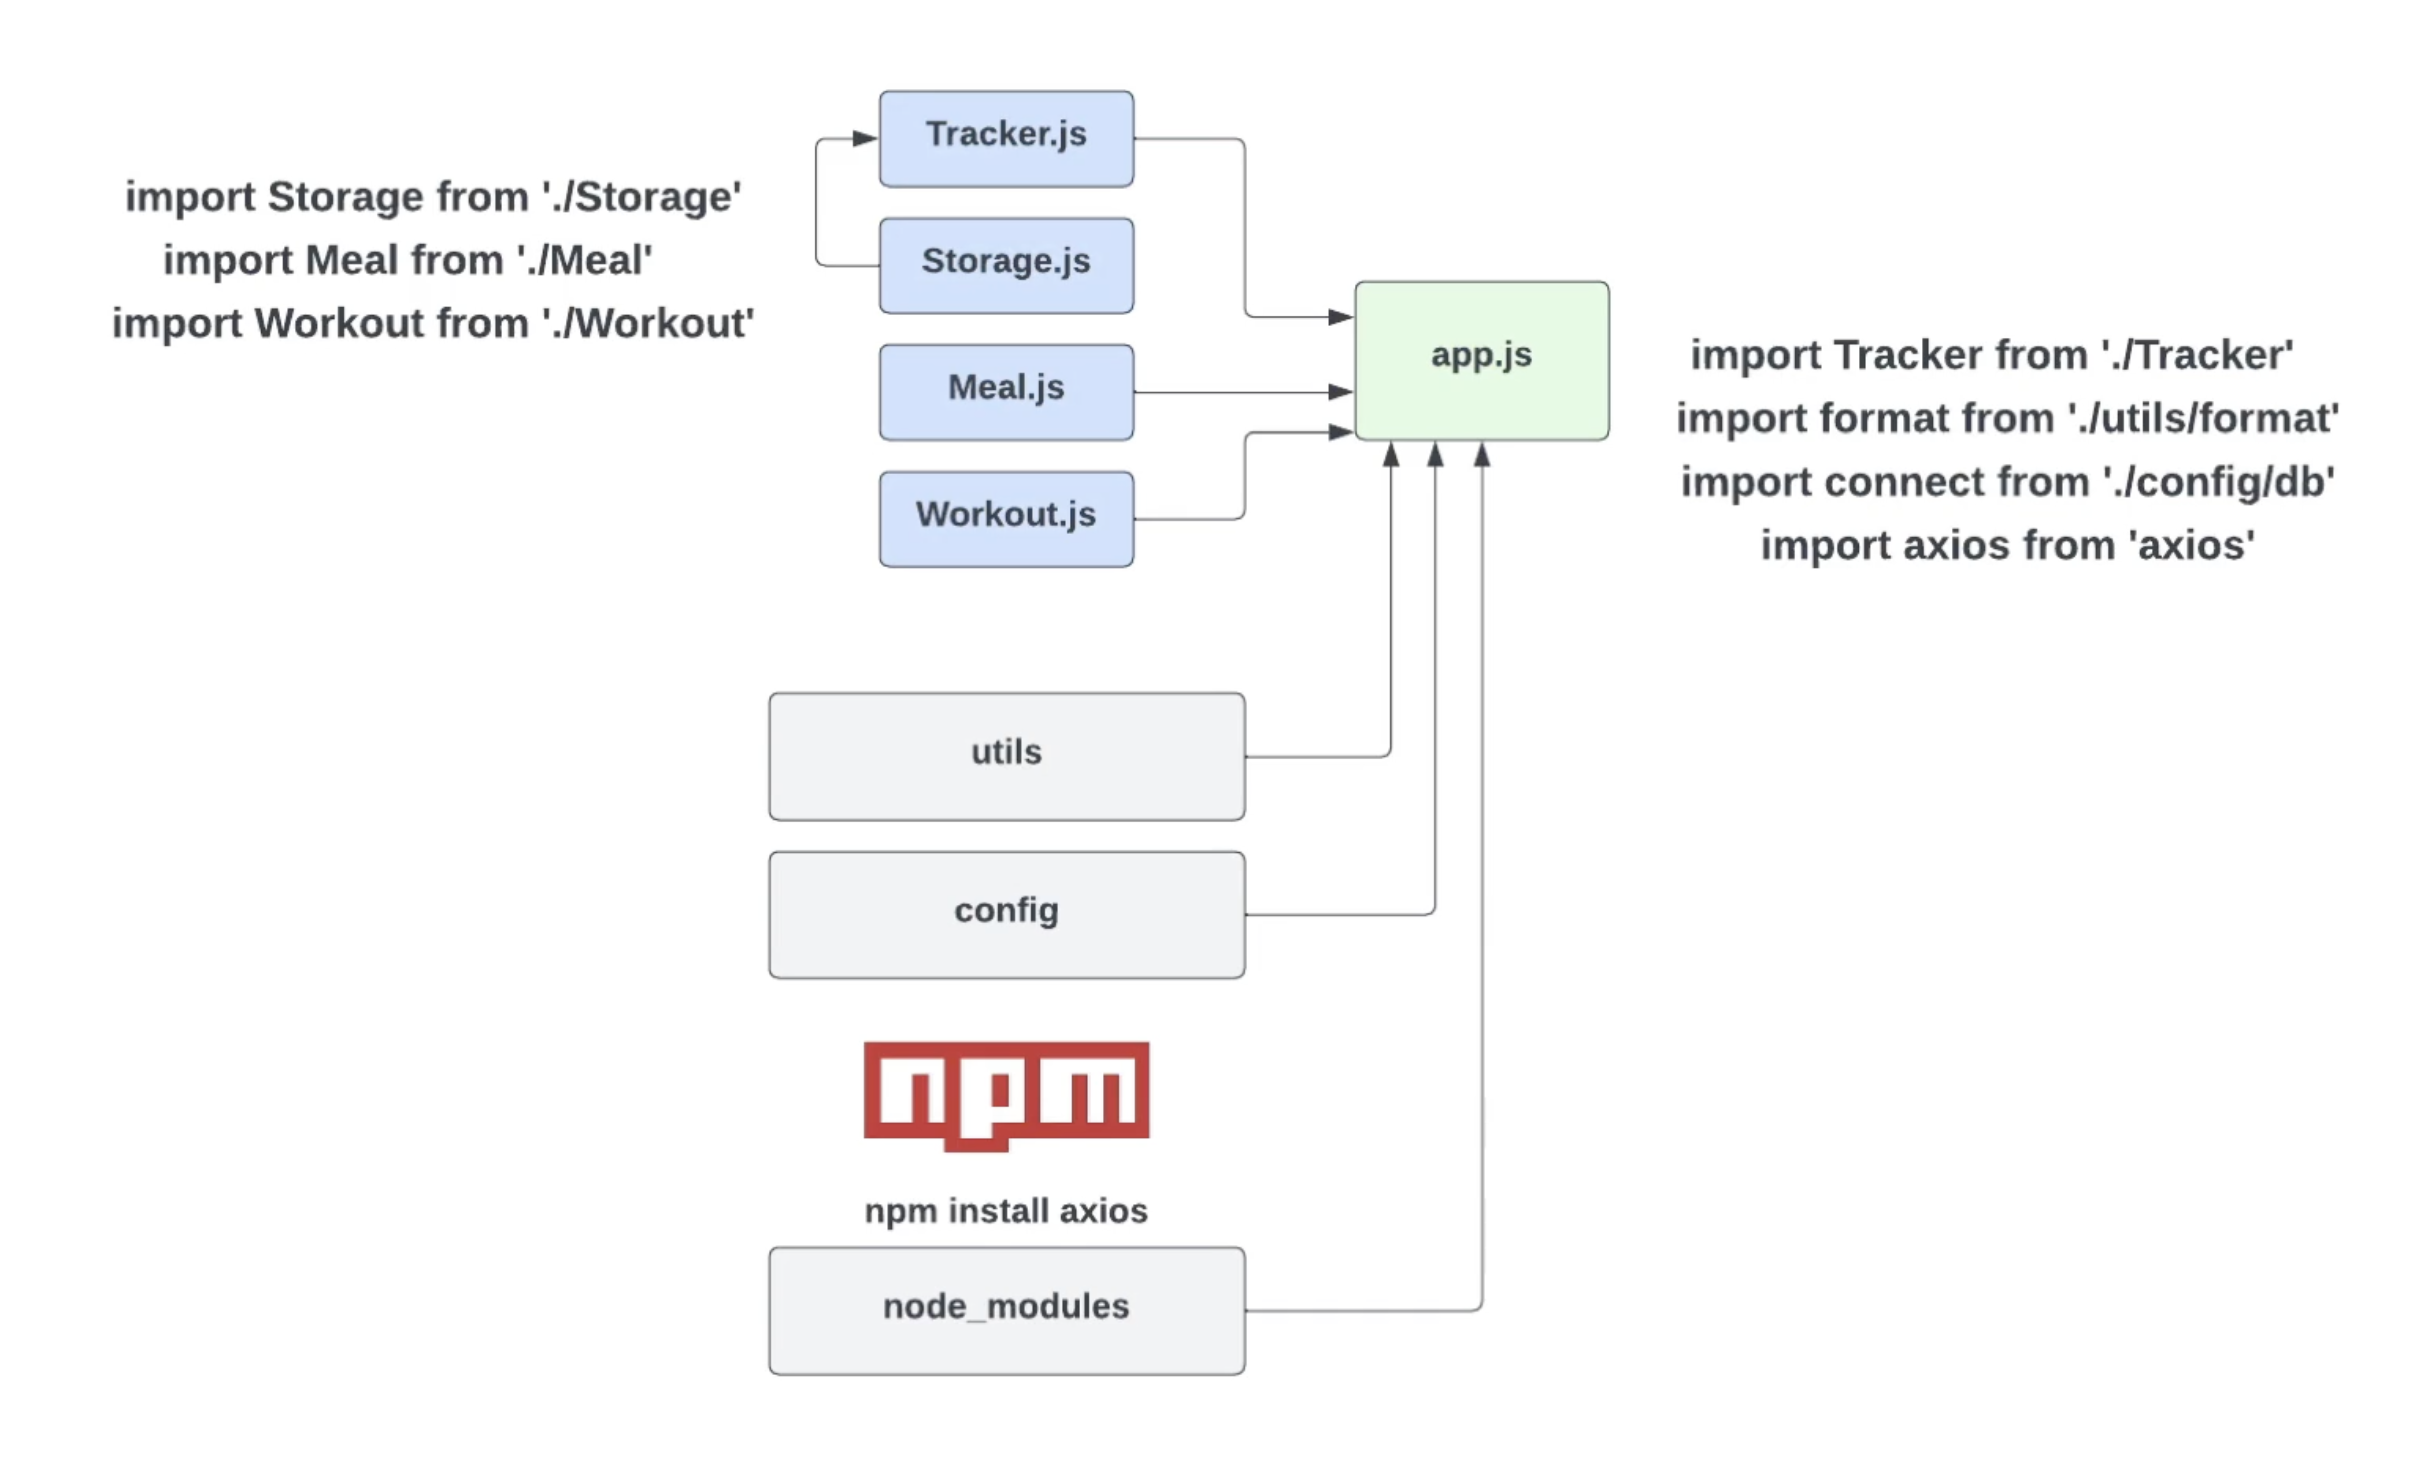 import Storage from './Storage'
import Meal from './Meal'
import Workout from './Workout'
Tracker.js
Storage.js
Meal.js
Workout.js
app.js
import Tracker from './Tracker'
import format from './utils/format'
import connect from './config/db'
import axios from 'axios'
utils
config
npm
npm install axios
node_modules